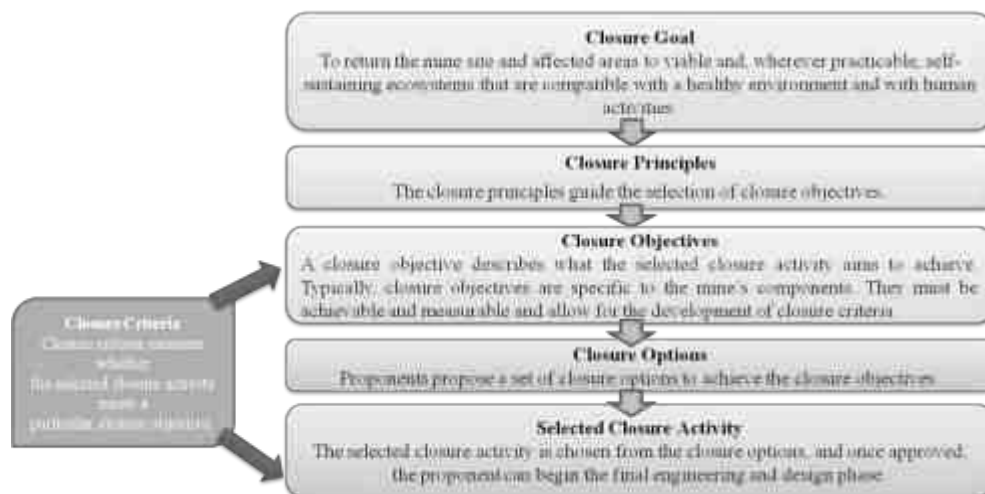 Closure Goal
To return the mine site and affected areas to viable and, wherever practicable, self-
sustaining ecosystems that are compatible with a healthy environment and with human
activities
Closure Principles
The closure principles guide the selection of closure objectives.
Closure Objectives
A closure objective describes what the selected closure activity aims to achieve.
Typically, closure objectives are specific to the mine's components. They must be
achievable and measurable and allow for the development of closure criteria.
Closure Criteria
Closure criteria measure
whether
the selected closure activity
meets a
particular closure objective.
Closure Options
Proponents propose a set of closure options to achieve the closure objectives
Selected Closure Activity
The selected closure activity is chosen from the closure options, and once approved,
the proponent can begin the final engineering and design phase